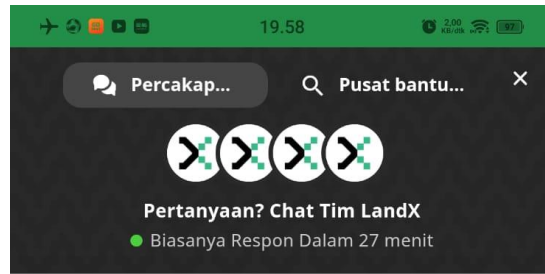 19.58
2,00
KB/dtk
97
Percakap...
Pusat bantu...
Pertanyaan? Chat Tim LandX
Biasanya Respon Dalam 27 menit